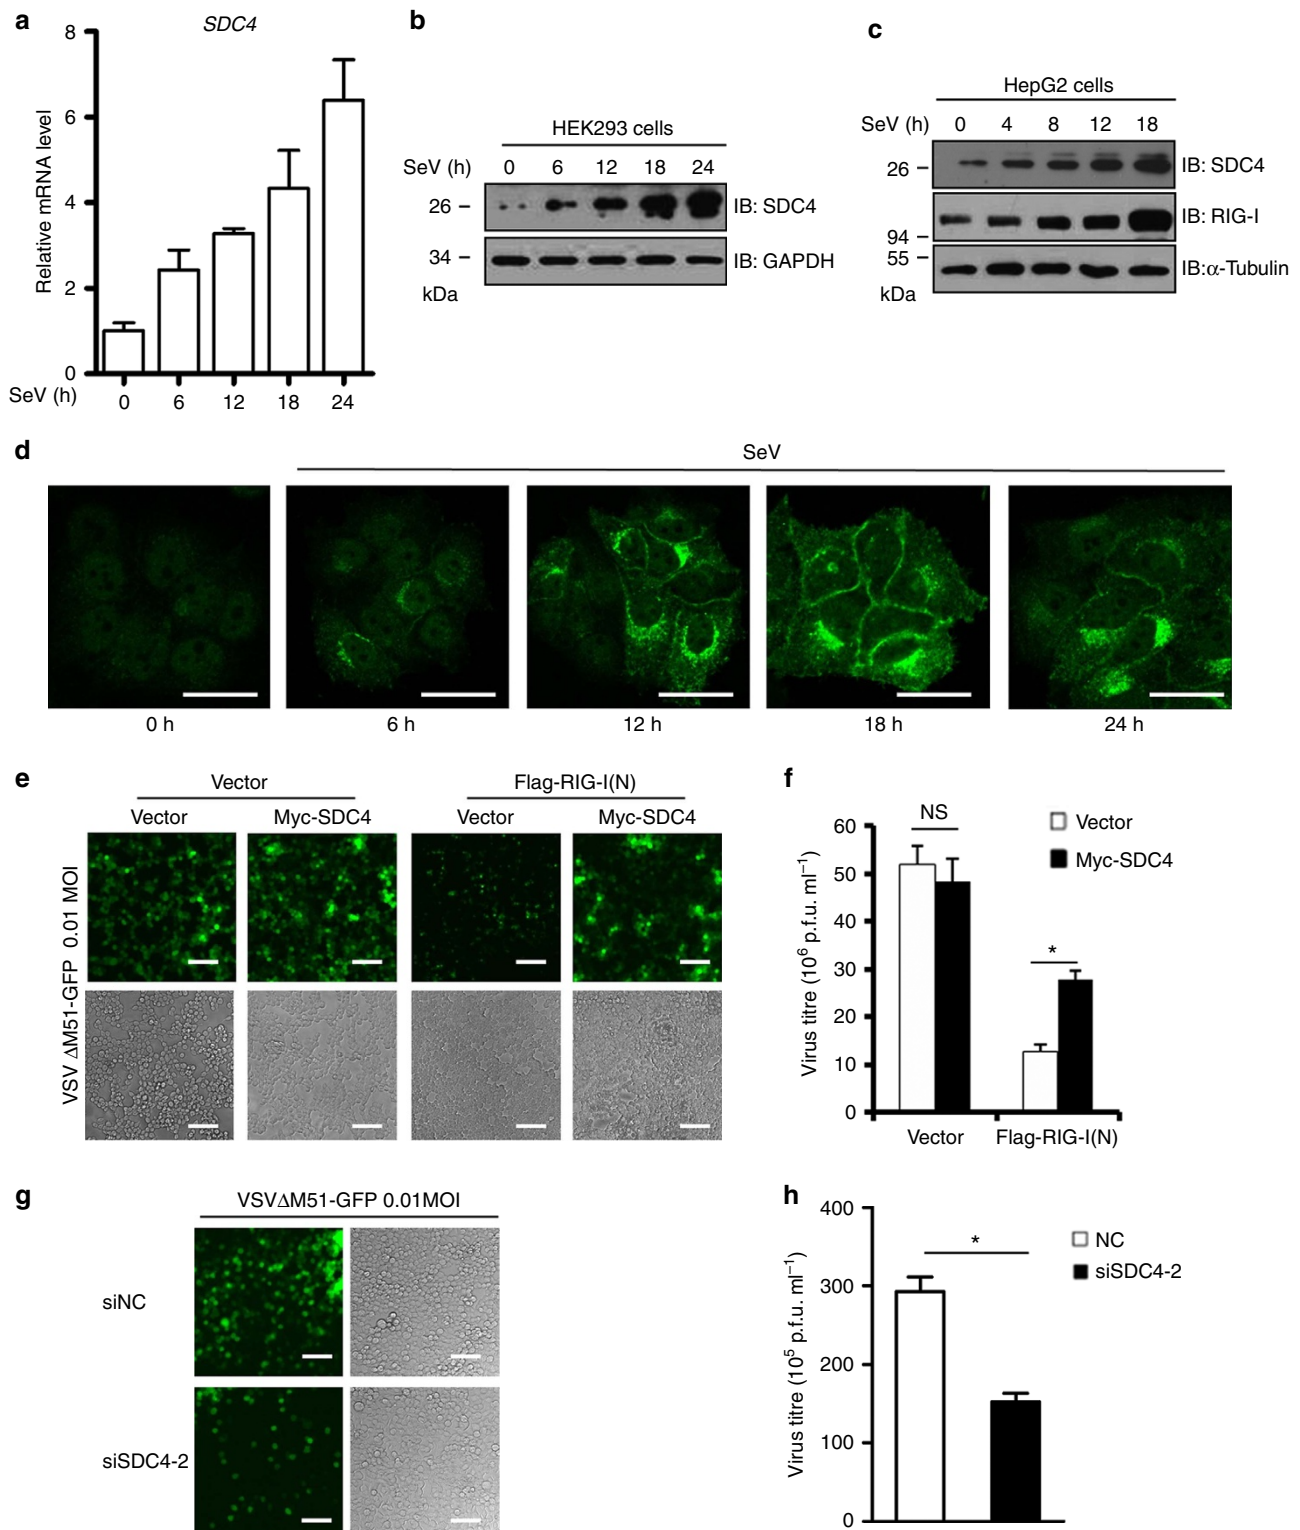 a
SDC4
Relative mRNA level
8
6
4
2
0
SeV (h)
0 6 12 18 24
b
HEK293 cells
SeV (h) 0 6 12 18 24
26 – IB: SDC4
34 – IB: GAPDH
kDa
c
HepG2 cells
SeV (h) 0 4 8 12 18
26 – IB: SDC4
IB: RIG-I
94 –
55 –
IB:α-Tubulin
kDa
d
SeV
0 h 6 h 12 h 18 h 24 h
e
Vector Flag-RIG-I(N)
Vector Myc-SDC4 Vector Myc-SDC4
VSV ΔM51-GFP 0.01 MOI
f
Virus titre (10⁶ p.f.u. ml⁻¹)
60
50
40
30
20
10
0
NS
*
Vector
Myc-SDC4
Vector Flag-RIG-I(N)
g
VSVΔM51-GFP 0.01MOI
siNC
siSDC4-2
h
Virus titre (10⁵ p.f.u. ml⁻¹)
400
300
200
100
0
*
NC
siSDC4-2